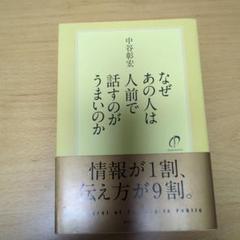 中谷彰宏
なぜ
あの人は
人前で
話すのが
うまいのか
情報が1割、
伝え方が9割。